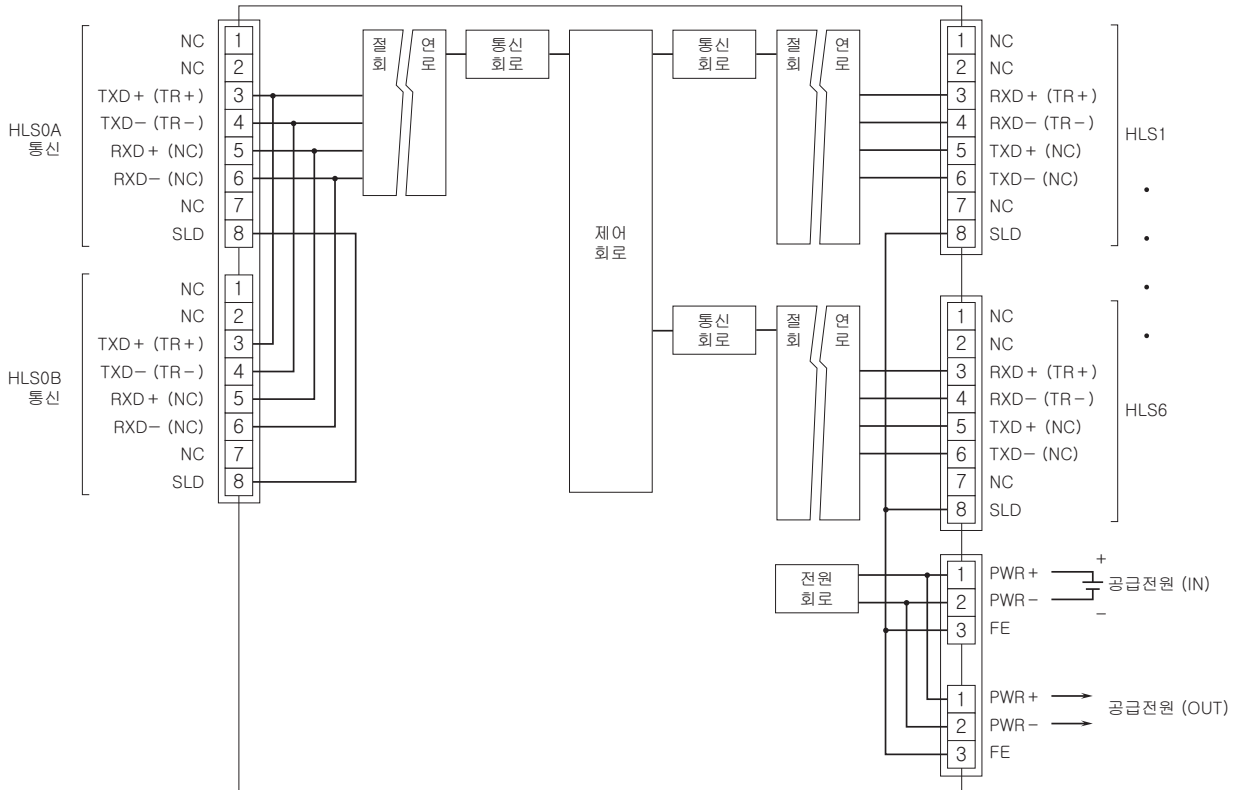 HLS0A
통신
NC 1
NC 2
TXD+ (TR+) 3
TXD- (TR-) 4
RXD+ (NC) 5
RXD- (NC) 6
NC 7
SLD 8
HLS0B
통신
NC 1
NC 2
TXD+ (TR+) 3
TXD- (TR-) 4
RXD+ (NC) 5
RXD- (NC) 6
NC 7
SLD 8
절 연
회 로
통신
회로
제어
회로
통신
회로
절 연
회 로
1 NC
2 NC
3 RXD+ (TR+)
4 RXD- (TR-)
5 TXD+ (NC)
6 TXD- (NC)
7 NC
8 SLD
HLS1
통신
회로
절 연
회 로
1 NC
2 NC
3 RXD+ (TR+)
4 RXD- (TR-)
5 TXD+ (NC)
6 TXD- (NC)
7 NC
8 SLD
HLS6
전원
회로
1 PWR+
2 PWR-
3 FE
+
-
공급전원 (IN)
1 PWR+
2 PWR-
3 FE
공급전원 (OUT)